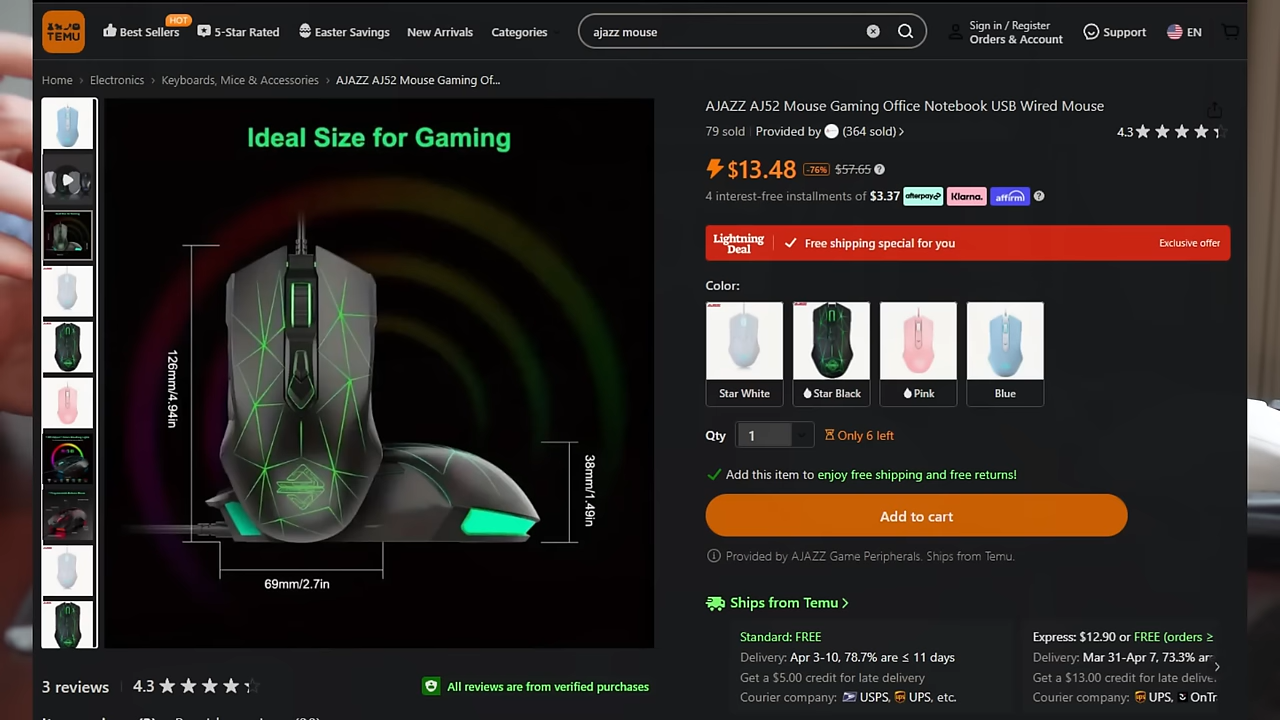 TEMU
Best Sellers
HOT
5-Star Rated
Easter Savings
New Arrivals
Categories
ajazz mouse
Sign in / Register
Orders & Account
Support
EN
Home › Electronics › Keyboards, Mice & Accessories › AJAZZ AJ52 Mouse Gaming Of...
Ideal Size for Gaming
126mm/4.94in
38mm/1.49in
69mm/2.7in
AJAZZ AJ52 Mouse Gaming Office Notebook USB Wired Mouse
79 sold | Provided by (364 sold) ›
4.3
$13.48 -76% $57.65
4 interest-free installments of $3.37 afterpay Klarna. affirm
Lightning
Deal
Free shipping special for you
Exclusive offer
Color:
Star White
Star Black
Pink
Blue
Qty 1 Only 6 left
Add this item to enjoy free shipping and free returns!
Add to cart
Provided by AJAZZ Game Peripherals. Ships from Temu.
Ships from Temu ›
Standard: FREE
Delivery: Apr 3-10, 78.7% are ≤ 11 days
Get a $5.00 credit for late delivery
Courier company: USPS, UPS, etc.
Express: $12.90 or FREE (orders ≥
Delivery: Mar 31-Apr 7, 73.3% ar
Get a $13.00 credit for late delive
Courier company: UPS, OnTr
3 reviews 4.3
All reviews are from verified purchases